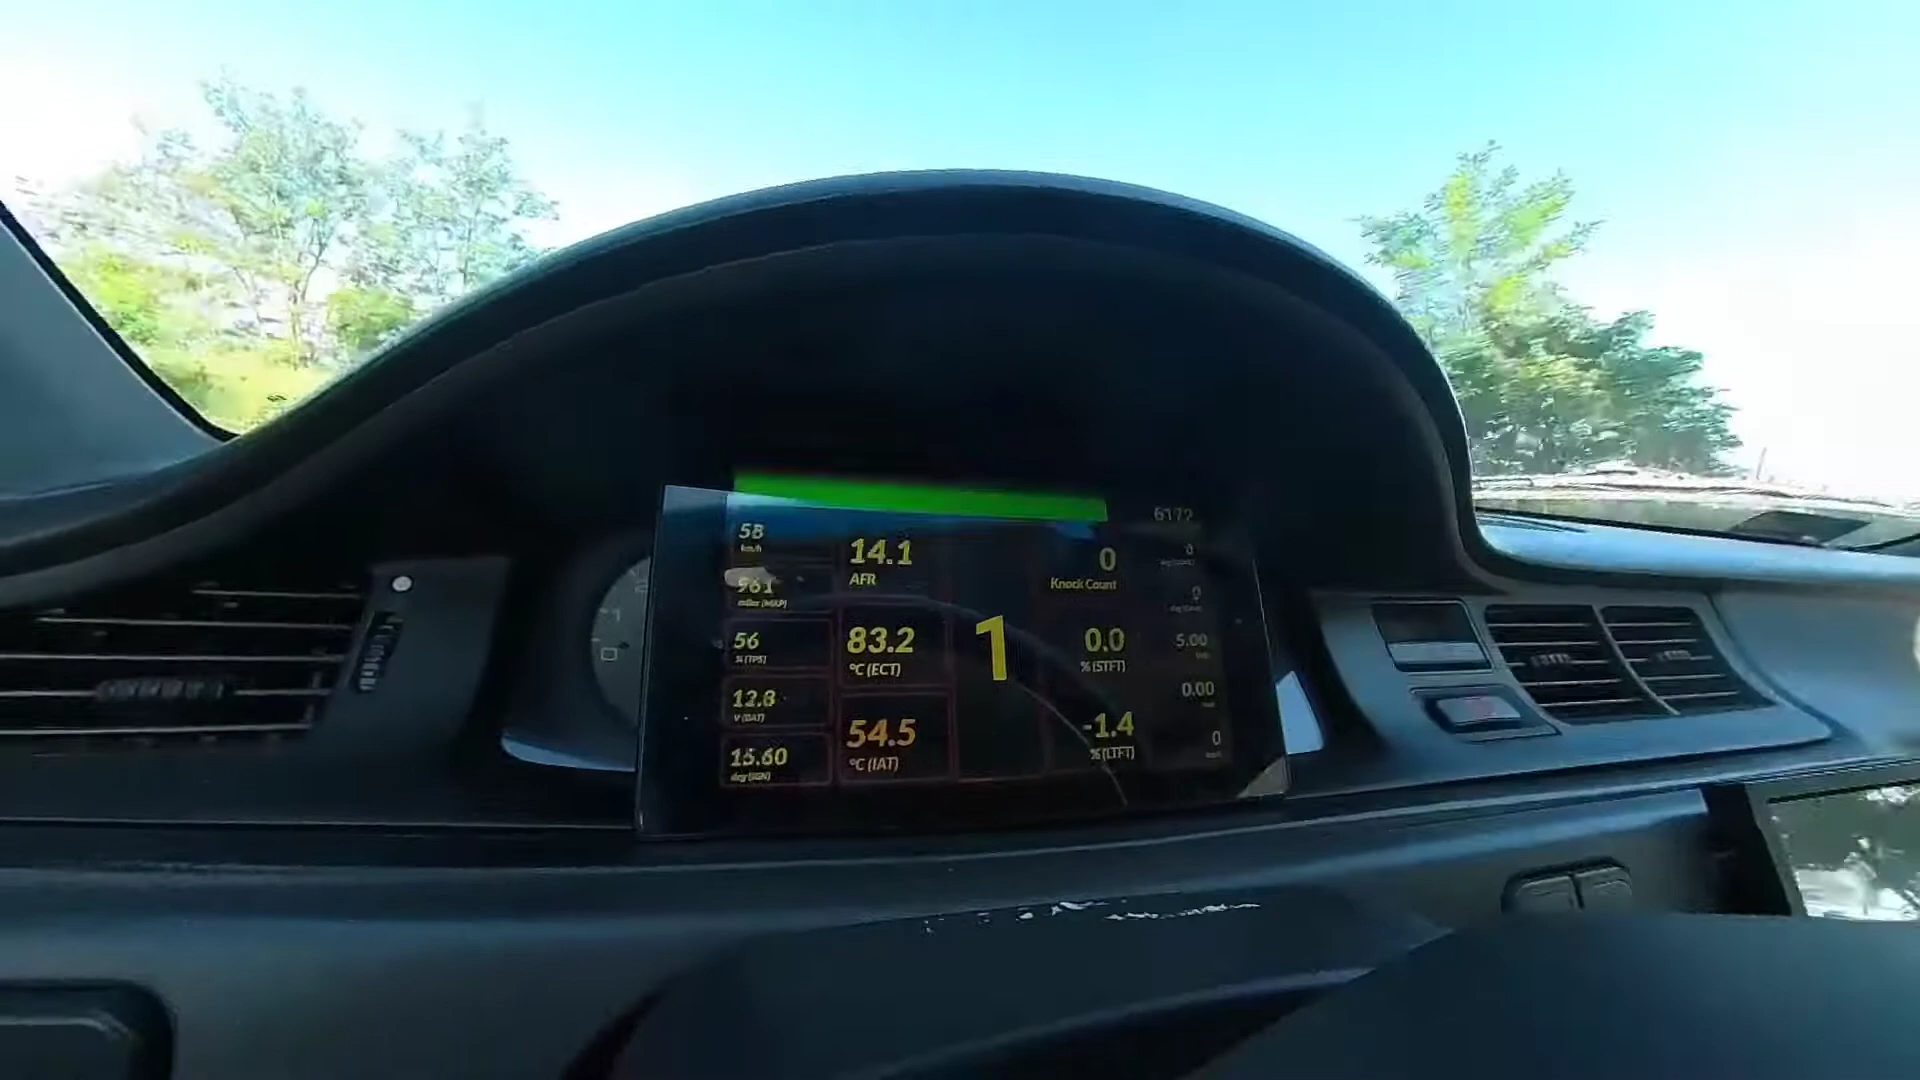 6172
58
km/h
14.1
AFR
0
Knock Count
0
961
mBar (MAP)
0
56
% (TPS)
83.2
°C (ECT)
1
0.0
% (STFT)
5.00
12.8
V (BAT)
54.5
°C (IAT)
-1.4
% (LTFT)
0.00
15.60
deg (IGN)
0